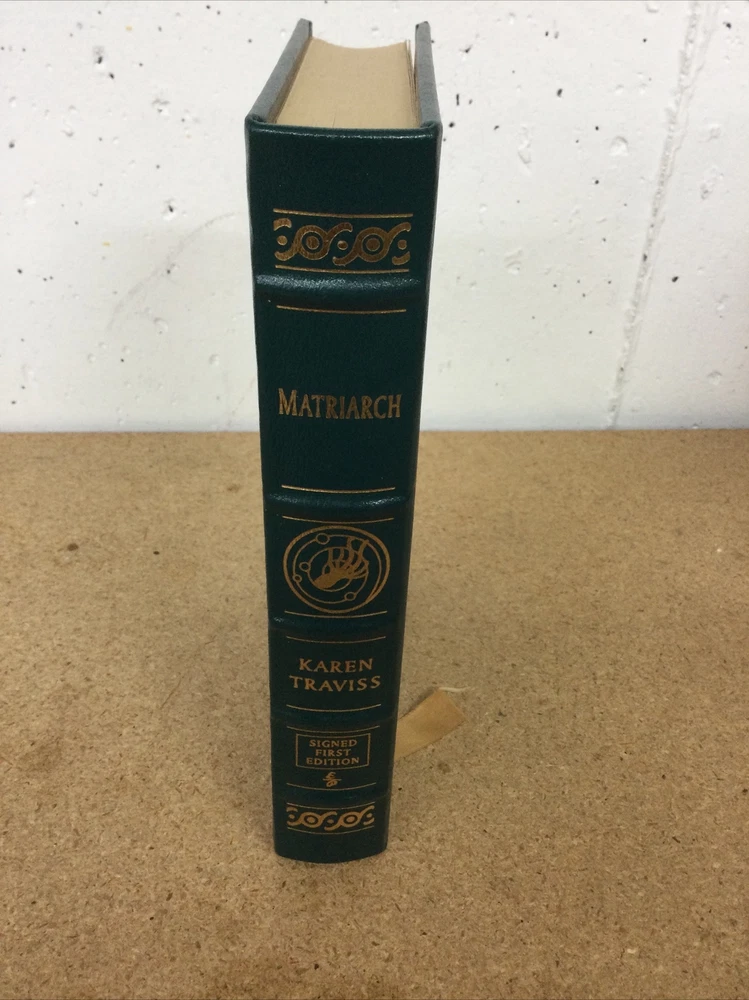 MATRIARCH
KAREN
TRAVISS
SIGNED
FIRST
EDITION